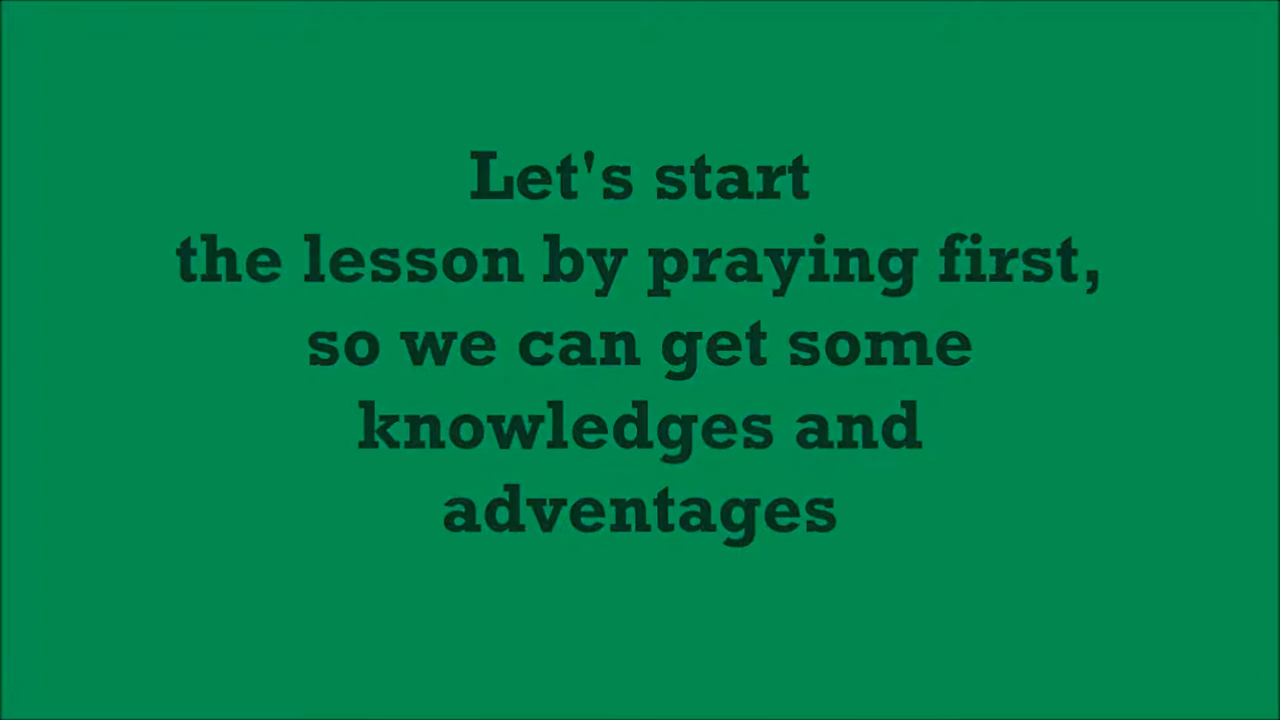 Let's start
the lesson by praying first,
so we can get some
knowledges and
adventages